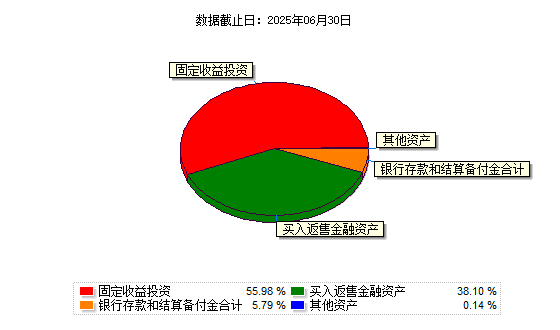 数据截止日：2025年06月30日
固定收益投资
其他资产
银行存款和结算备付金合计
买入返售金融资产
固定收益投资 55.98 % 买入返售金融资产 38.10 %
银行存款和结算备付金合计 5.79 % 其他资产 0.14 %